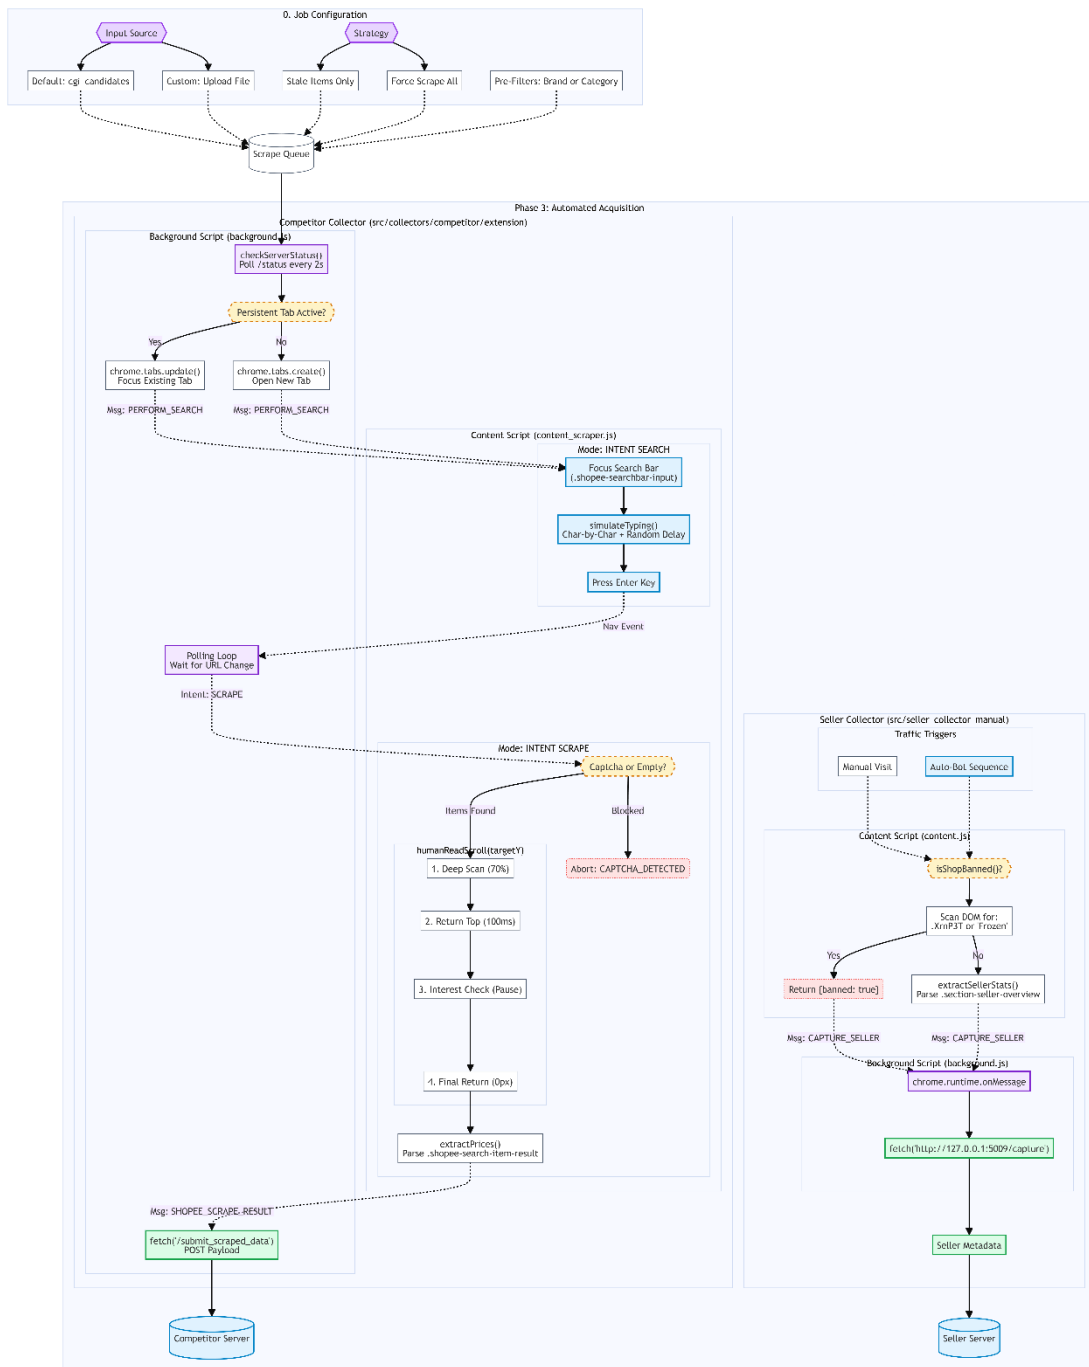 0. Job Configuration
Input Source
Strategy
Default: cgi_candidates
Custom: Upload File
Stale Items Only
Force Scrape All
Pre-Filters: Brand or Category
Scrape Queue
Phase 3: Automated Acquisition
Competitor Collector (src/collectors/competitor/extension)
Background Script (background.js)
checkServerStatus()
Poll /status every 2s
Persistent Tab Active?
Yes
No
chrome.tabs.update()
Focus Existing Tab
chrome.tabs.create()
Open New Tab
Msg: PERFORM_SEARCH
Msg: PERFORM_SEARCH
Content Script (content_scraper.js)
Mode: INTENT SEARCH
Focus Search Bar
(.shopee-searchbar-input)
simulateTyping()
Char-by-Char + Random Delay
Press Enter Key
Nav Event
Polling Loop
Wait for URL Change
Intent: SCRAPE
Mode: INTENT SCRAPE
Captcha or Empty?
Items Found
Blocked
humanReadScroll(targetY)
1. Deep Scan (70%)
Abort: CAPTCHA_DETECTED
2. Return Top (100ms)
3. Interest Check (Pause)
4. Final Return (0px)
extractPrices()
Parse .shopee-search-item-result
Msg: SHOPEE_SCRAPE_RESULT
fetch('/submit_scraped_data')
POST Payload
Competitor Server
Seller Collector (src/seller_collector_manual)
Traffic Triggers
Manual Visit
Auto-Bot Sequence
Content Script (content.js)
isShopBanned()?
Scan DOM for:
.XrnP3T or 'Frozen'
Yes
No
Return {banned: true}
extractSellerStats()
Parse .section-seller-overview
Msg: CAPTURE_SELLER
Msg: CAPTURE_SELLER
Background Script (background.js)
chrome.runtime.onMessage
fetch('http://127.0.0.1:5009/capture')
Seller Metadata
Seller Server